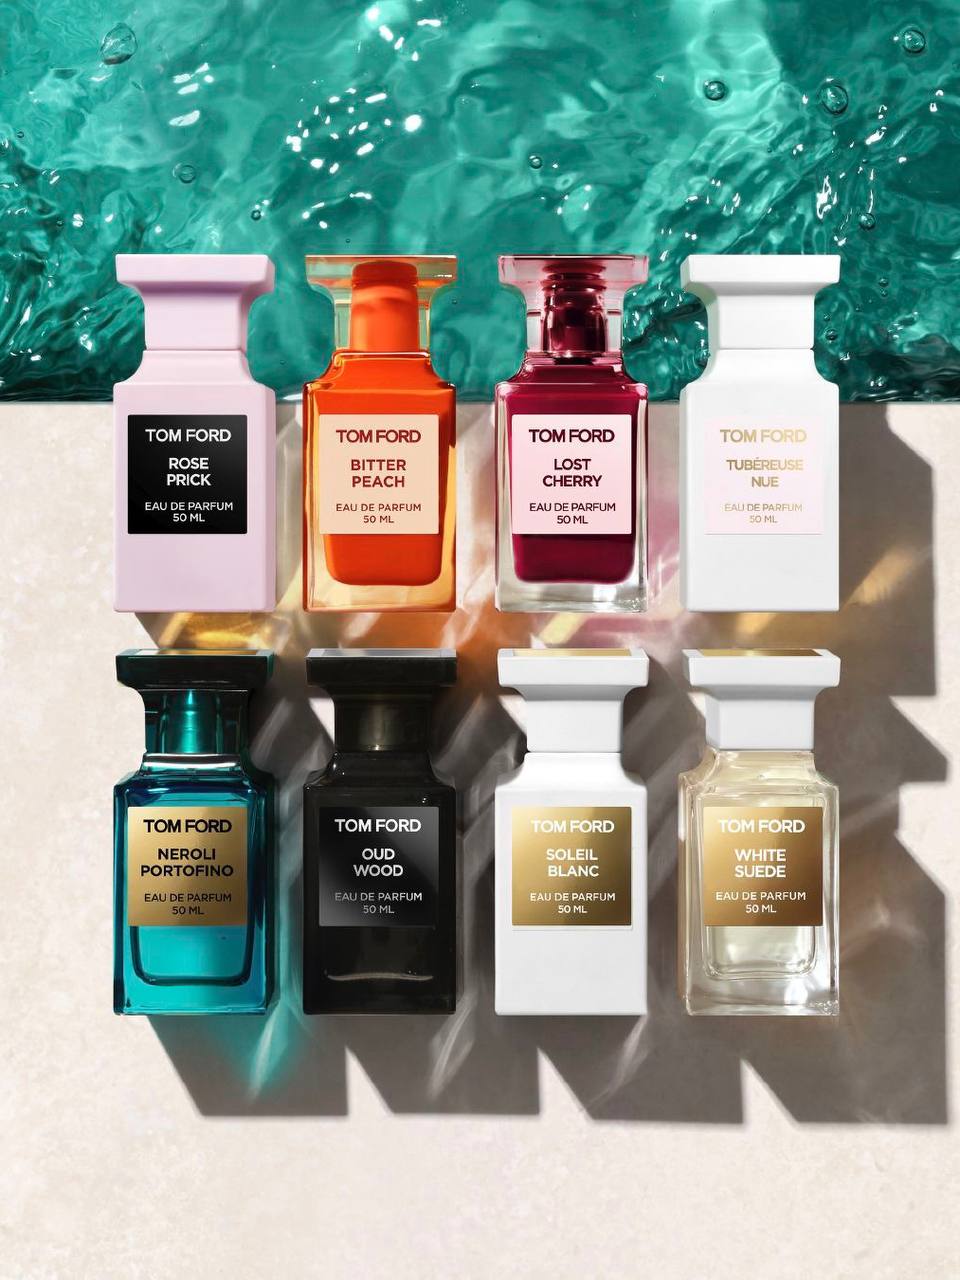 TOM FORD
ROSE
PRICK
EAU DE PARFUM
50 ML
TOM FORD
BITTER
PEACH
EAU DE PARFUM
50 ML
TOM FORD
LOST
CHERRY
EAU DE PARFUM
50 ML
TOM FORD
TUBÉREUSE
NUE
EAU DE PARFUM
50 ML
TOM FORD
NEROLI
PORTOFINO
EAU DE PARFUM
50 ML
TOM FORD
OUD
WOOD
EAU DE PARFUM
50 ML
TOM FORD
SOLEIL
BLANC
EAU DE PARFUM
50 ML
TOM FORD
WHITE
SUEDE
EAU DE PARFUM
50 ML